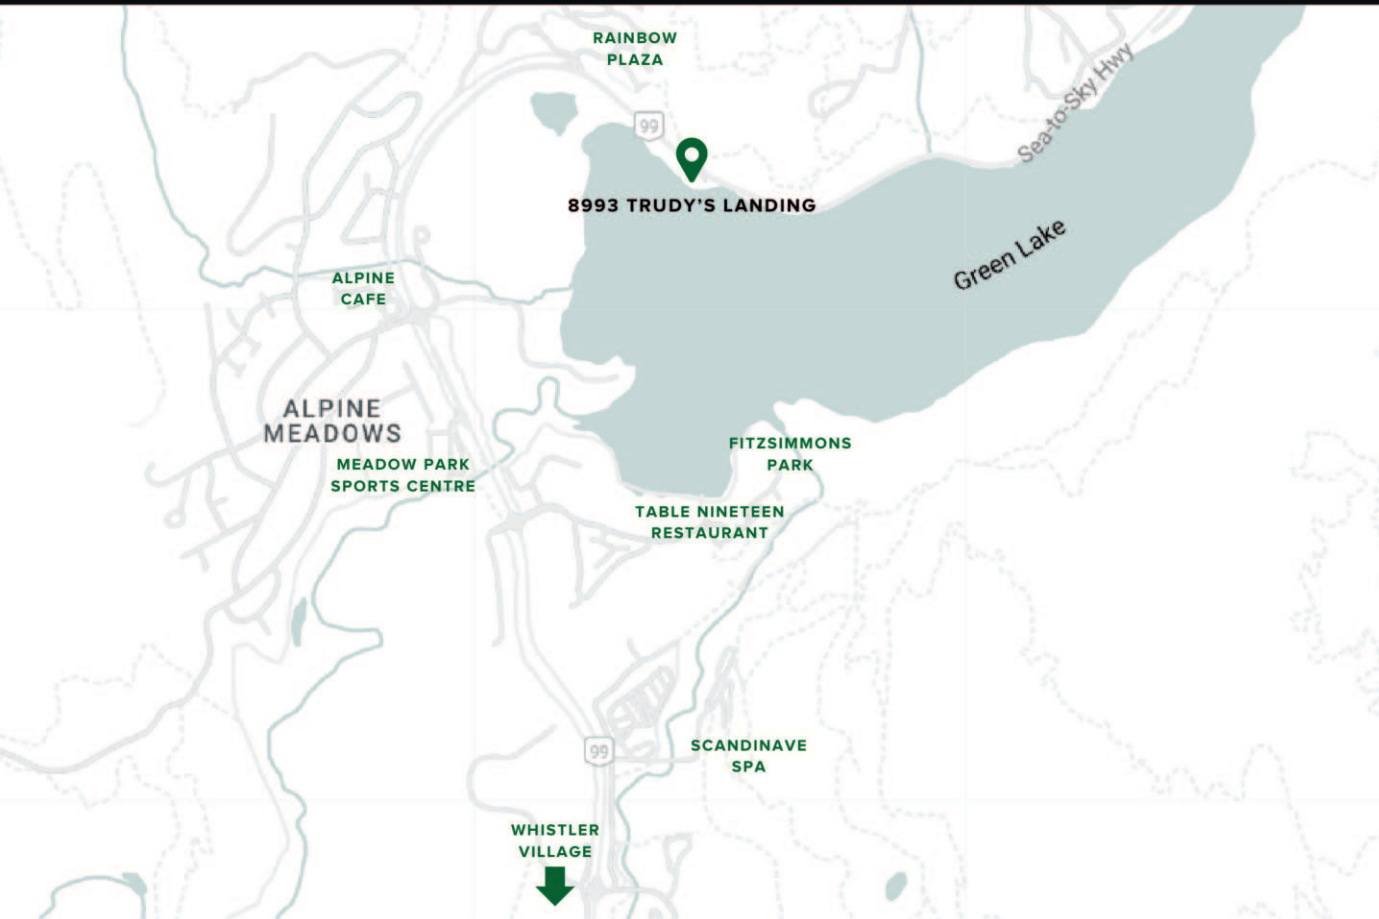 RAINBOW
PLAZA
99
Sea-to-Sky Hwy
8993 TRUDY'S LANDING
Green Lake
ALPINE
CAFE
ALPINE
MEADOWS
MEADOW PARK
SPORTS CENTRE
FITZSIMMONS
PARK
TABLE NINETEEN
RESTAURANT
99
SCANDINAVE
SPA
WHISTLER
VILLAGE